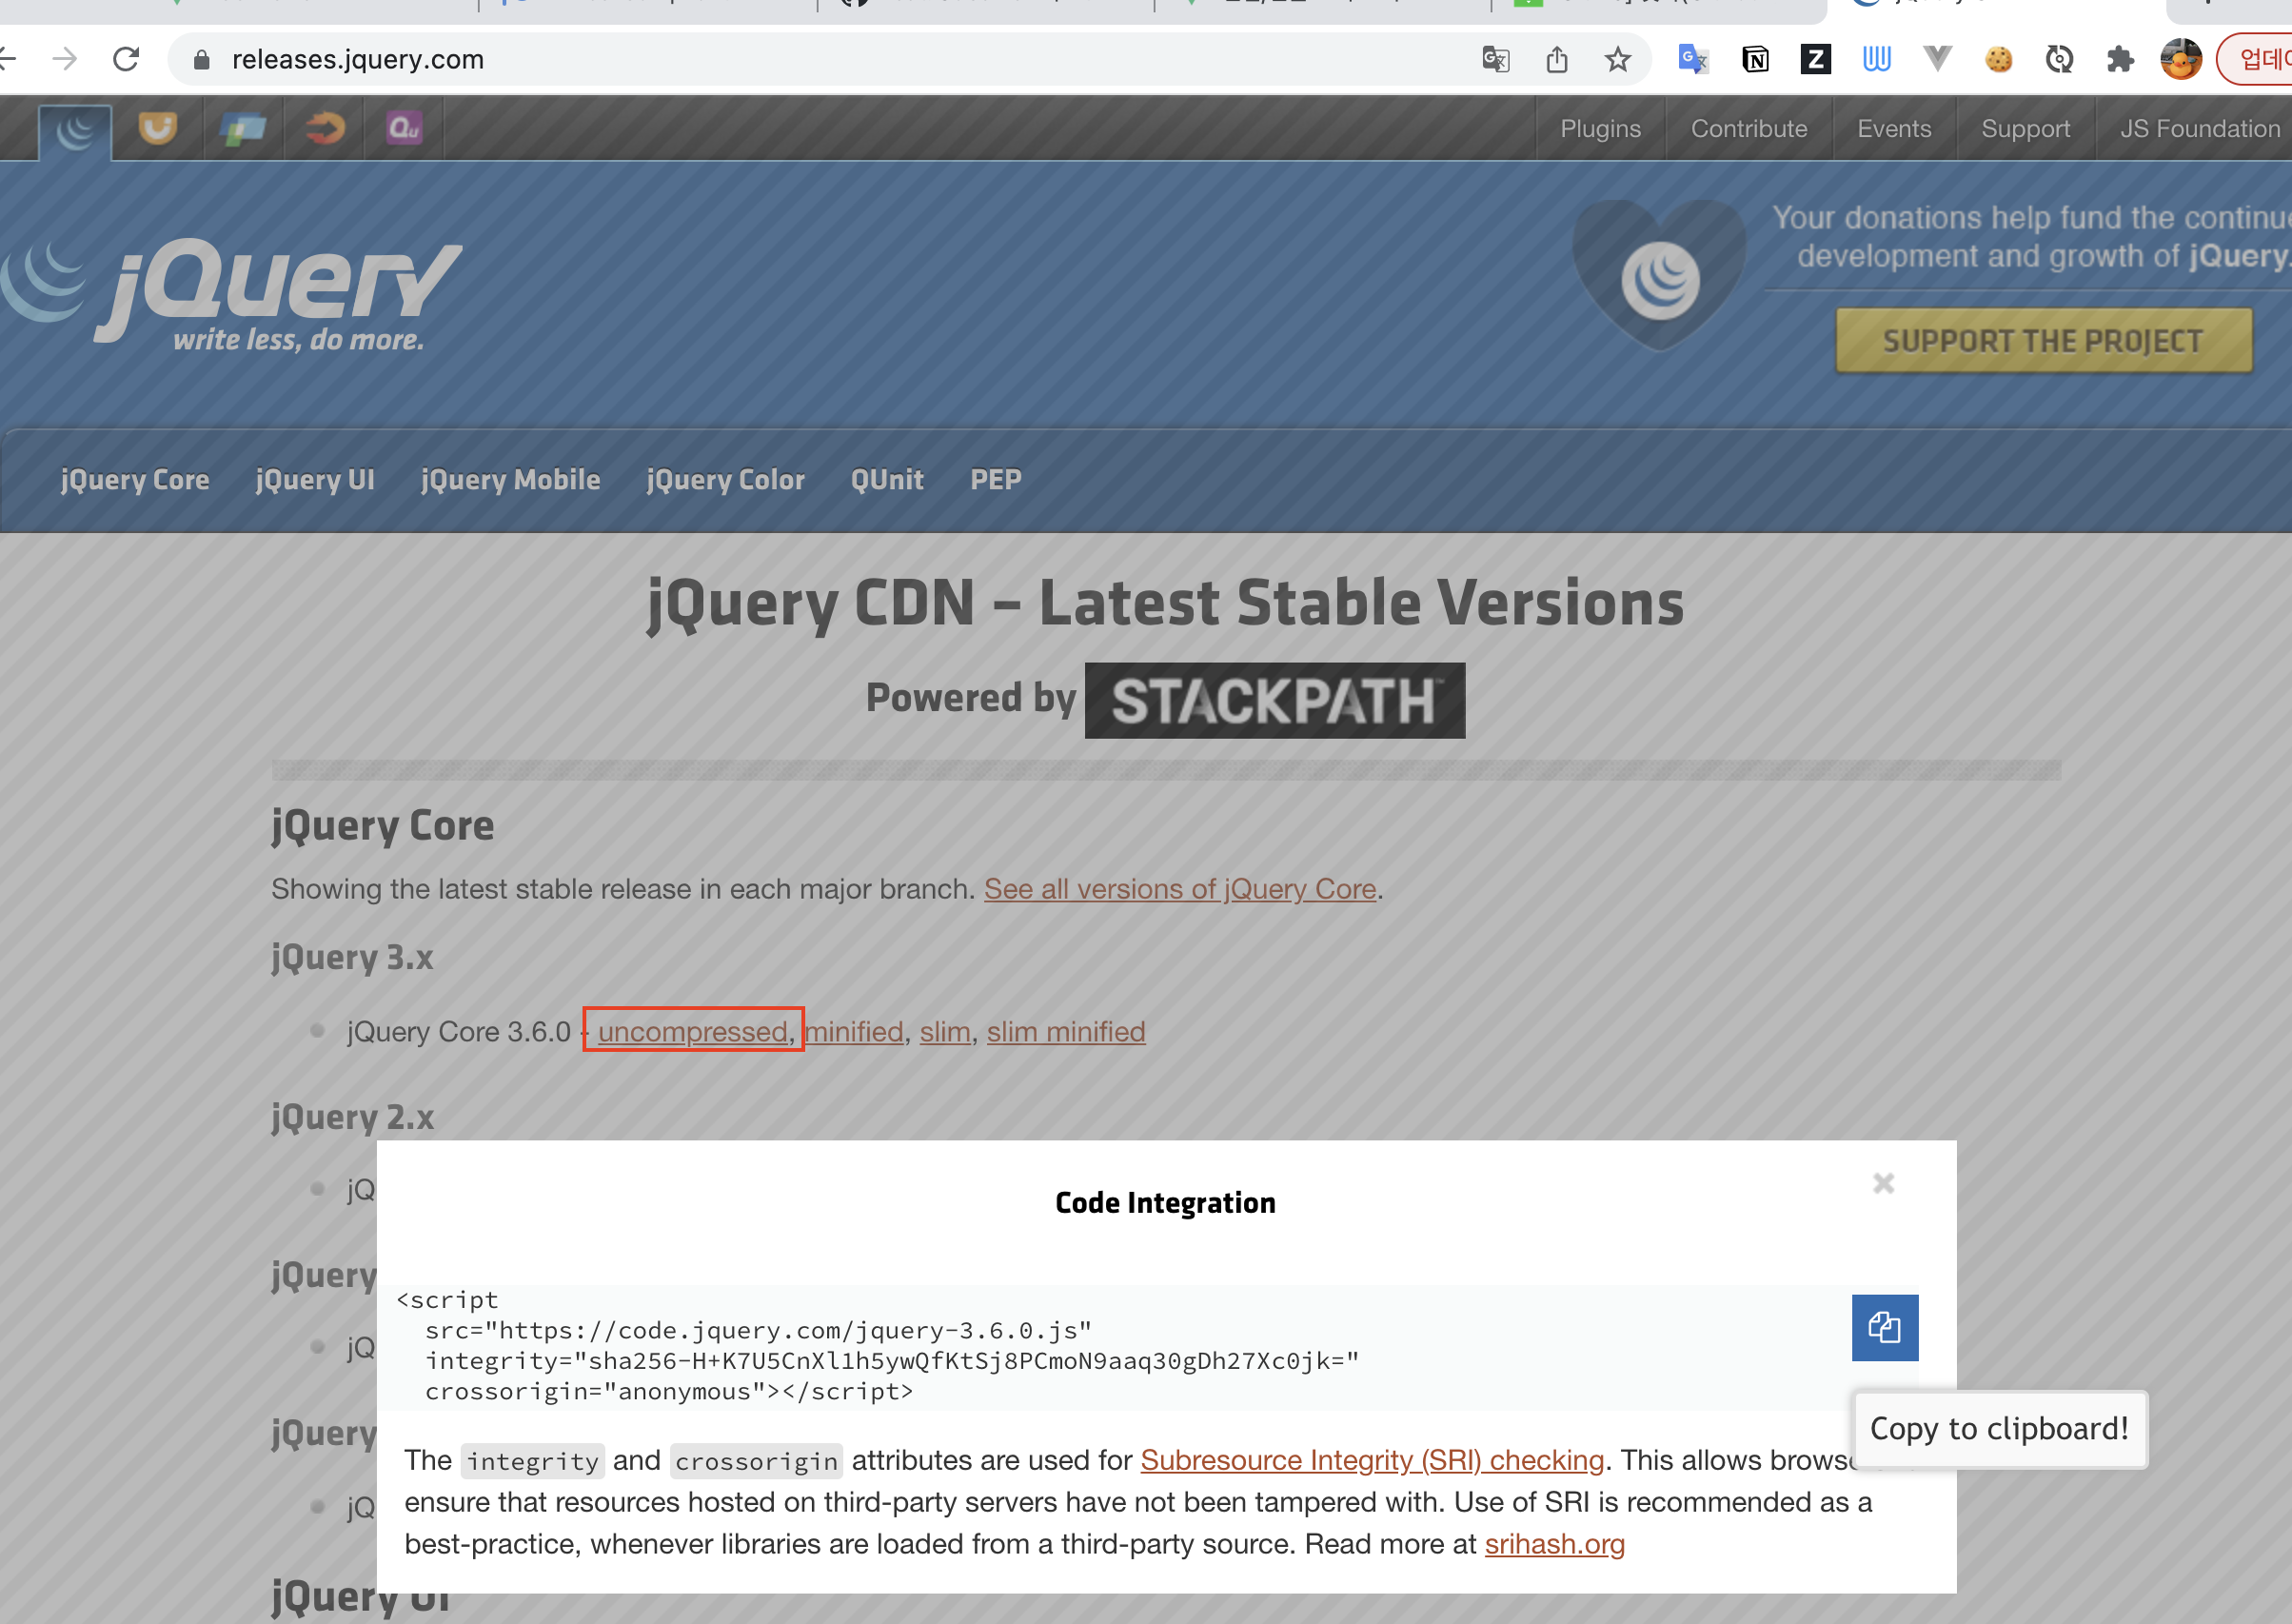 releases.jquery.com
Plugins Contribute Events Support JS Foundation
Your donations help fund the
development and growth of jQuery.
jQuery
write less, do more.
SUPPORT THE PROJECT
jQuery Core jQuery UI jQuery Mobile jQuery Color QUnit PEP
jQuery CDN – Latest Stable Versions
Powered by STACKPATH
jQuery Core
Showing the latest stable release in each major branch. See all versions of jQuery Core.
jQuery 3.x
jQuery Core 3.6.0 - uncompressed, minified, slim, slim minified
jQuery 2.x
jQ
Code Integration
jQuery
<script
src="https://code.jquery.com/jquery-3.6.0.js"
jQ
integrity="sha256-H+K7U5CnXl1h5ywQfKtSj8PCmoN9aaq30gDh27Xc0jk="
crossorigin="anonymous"></script>
jQuery
Copy to clipboard!
The integrity and crossorigin attributes are used for Subresource Integrity (SRI) checking. This allows
ensure that resources hosted on third-party servers have not been tampered with. Use of SRI is recommended as a
jQ
best-practice, whenever libraries are loaded from a third-party source. Read more at srihash.org
jQuery UI